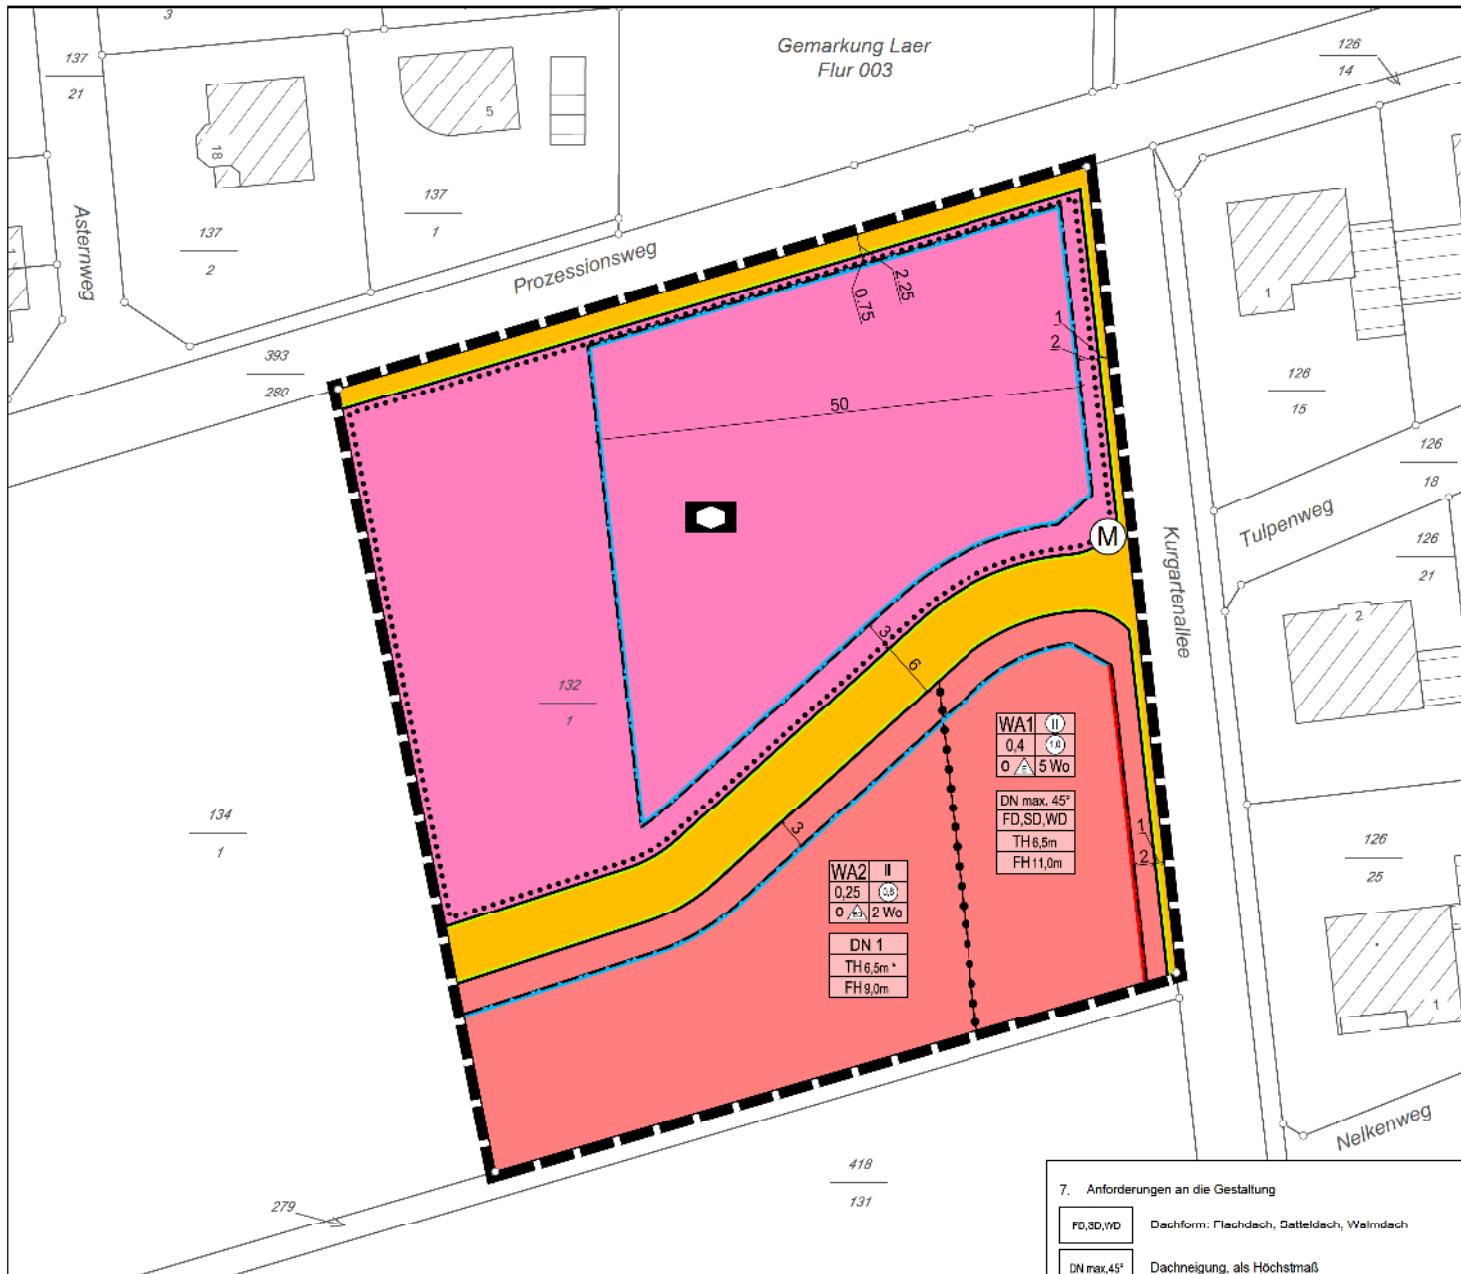 3
137
21
Gemarkung Laer
Flur 003
126
14
18
5
137
1
137
2
Asternweg
1
Prozessionsweg
393
280
2.25
0.75
1
2
50
1
126
15
126
18
Tulpenweg
126
21
M
Kurgartenallee
2
3
6
132
1
134
1
WA1 II
0,4 1,0
o E 5 Wo
DN max. 45°
FD,SD,WD
TH 6,5m
FH 11,0m
1
2
3
WA2 II
0,25
o 2 Wo
DN 1
TH 6,5m *
FH 9,0m
126
25
1
Nelkenweg
418
131
279
7. Anforderungen an die Gestaltung
FD,SD,WD Dachform: Flachdach, Satteldach, Walmdach
DN max.45° Dachneigung, als Höchstmaß